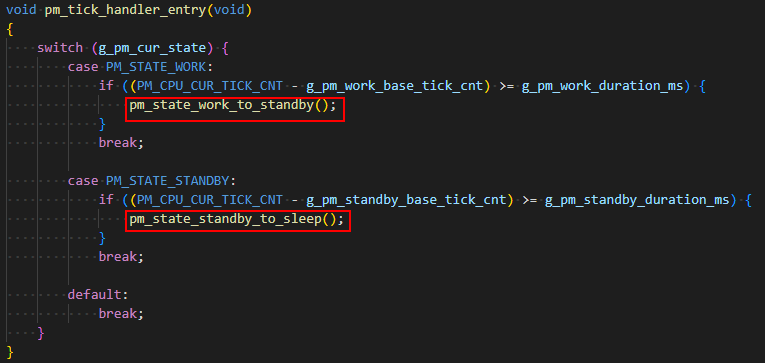 void pm_tick_handler_entry(void)
{
    switch (g_pm_cur_state) {
        case PM_STATE_WORK:
            if ((PM_CPU_CUR_TICK_CNT - g_pm_work_base_tick_cnt) >= g_pm_work_duration_ms) {
                pm_state_work_to_standby();
            }
            break;

        case PM_STATE_STANDBY:
            if ((PM_CPU_CUR_TICK_CNT - g_pm_standby_base_tick_cnt) >= g_pm_standby_duration_ms) {
                pm_state_standby_to_sleep();
            }
            break;

        default:
            break;
    }
}